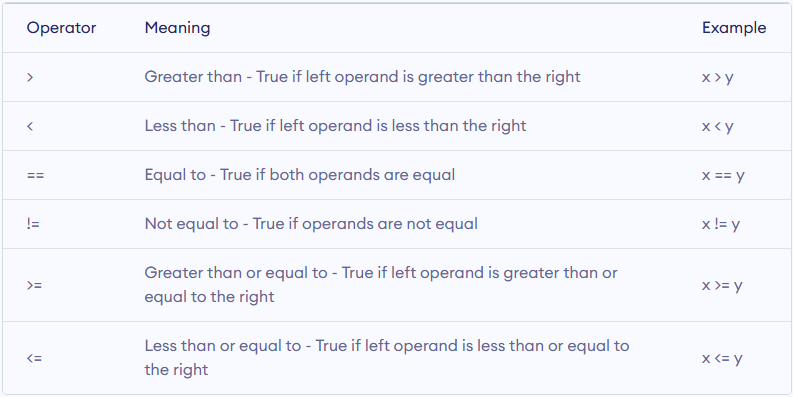 Operator Meaning Example
> Greater than - True if left operand is greater than the right x > y
< Less than - True if left operand is less than the right x < y
== Equal to - True if both operands are equal x == y
!= Not equal to - True if operands are not equal x != y
>= Greater than or equal to - True if left operand is greater than or
equal to the right x >= y
<= Less than or equal to - True if left operand is less than or equal to
the right x <= y